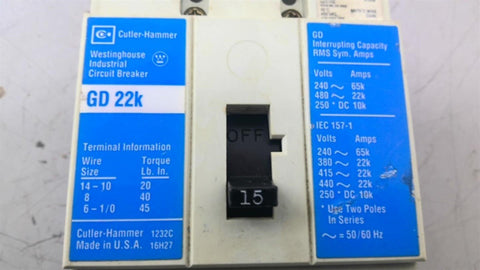 Cutler-Hammer
Westinghouse
Industrial
Circuit Breaker
GD 22k
Terminal Information
Wire Torque
Size Lb. In.
14 - 10 20
8 40
6 - 1/0 45
Cutler-Hammer 1232C
Made in U.S.A. 16H27
OFF
15
GD
Interrupting Capacity
RMS Sym. Amps
Volts Amps
240 ~ 65k
480 ~ 22k
250 * DC 10k
IEC 157-1
Volts Amps
240 ~ 65k
380 ~ 22k
415 ~ 22k
440 ~ 22k
250 * DC 10k
* Use Two Poles
In Series
~ = 50/60 Hz